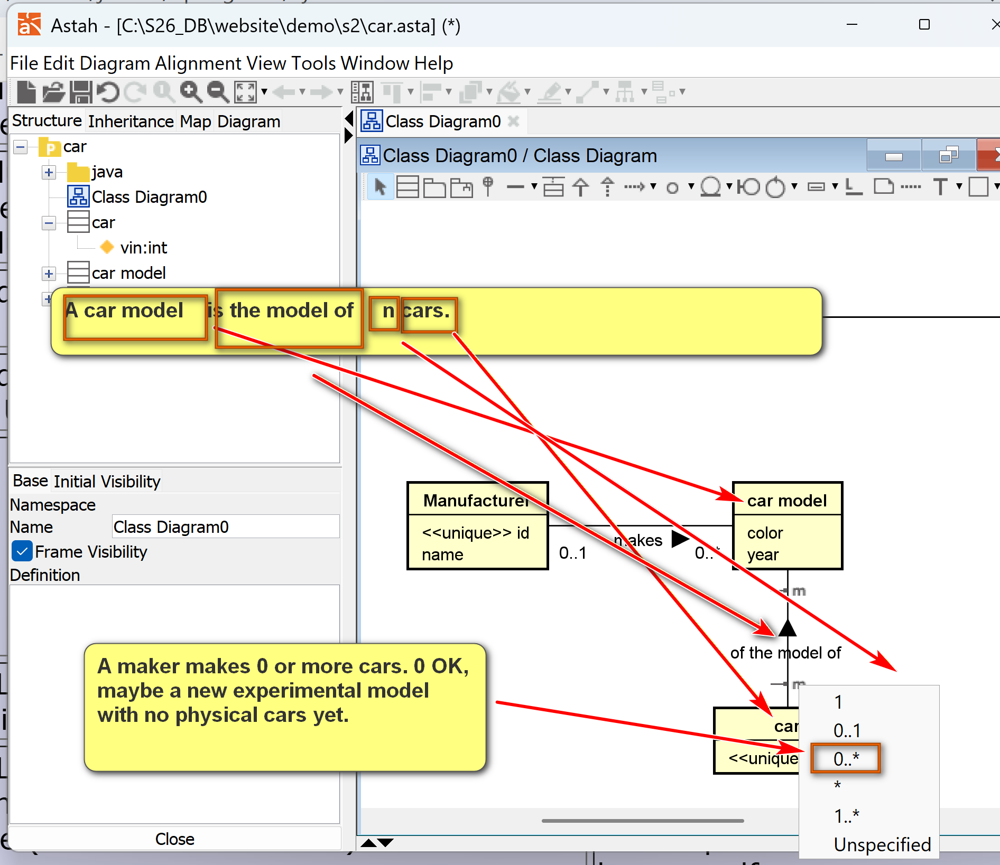 Astah - [C:\S26_DB\website\demo\s2\car.asta] (*)
File Edit Diagram Alignment View Tools Window Help
Structure Inheritance Map Diagram
car
java
Class Diagram0
car
vin:int
car model
Class Diagram0
Class Diagram0 / Class Diagram
A car model is the model of n cars.
Base Initial Visibility
Namespace
Name Class Diagram0
Frame Visibility
Definition
Close
Manufacturer
<<unique>> id
name
0..1
makes
0..*
car model
color
year
m
of the model of
m
car
<<unique
A maker makes 0 or more cars. 0 OK,
maybe a new experimental model
with no physical cars yet.
1
0..1
0..*
*
1..*
Unspecified